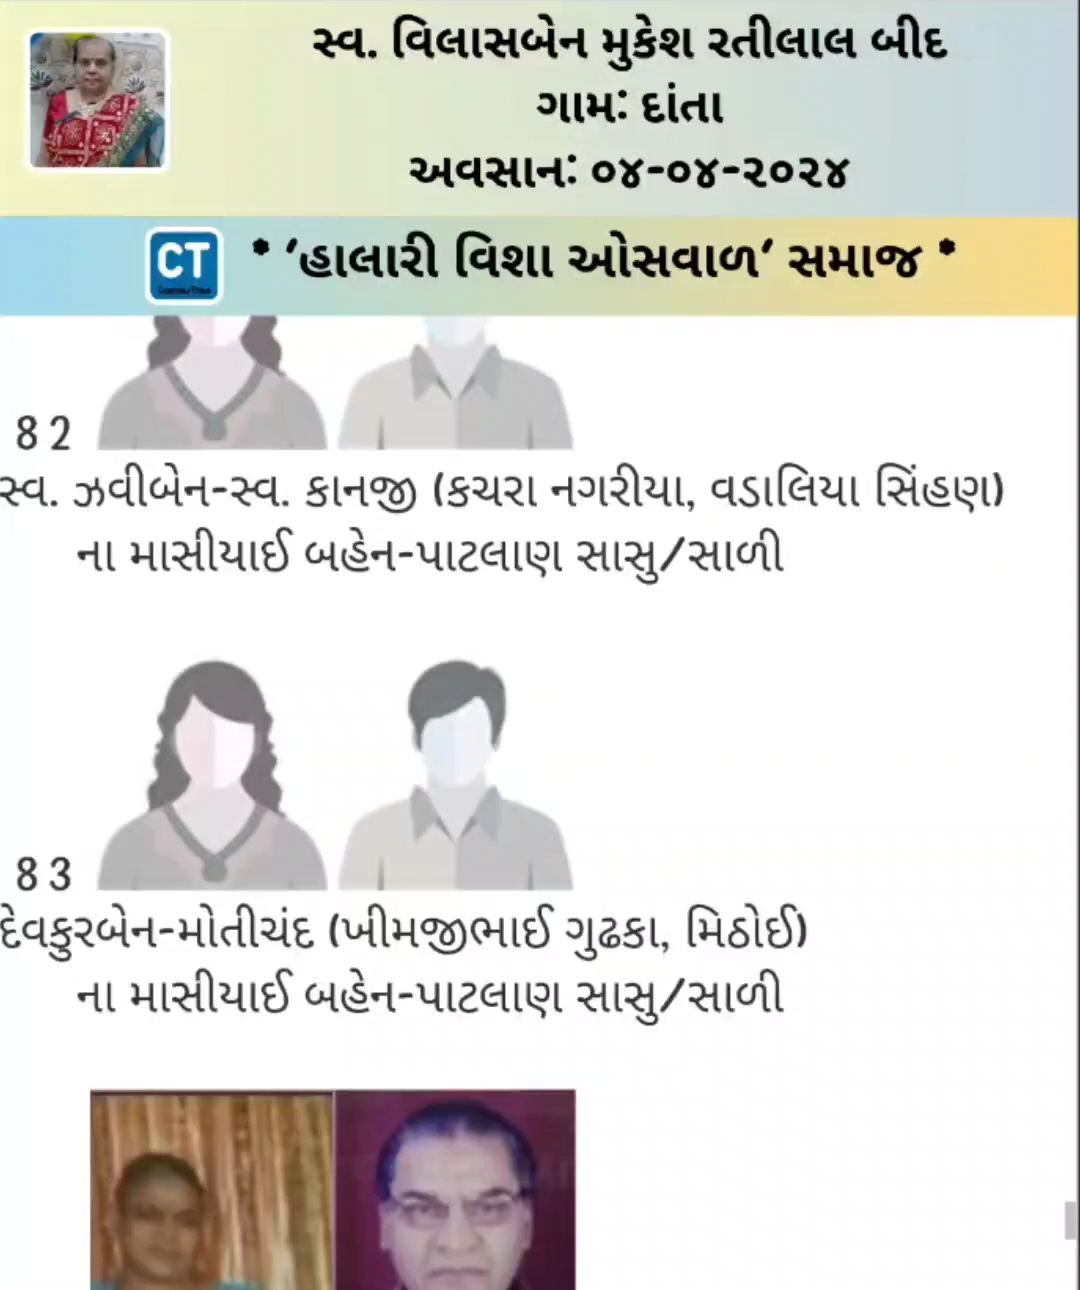 સ્વ. વિલાસબેન મુકેશ રતીલાલ બીદ
ગામ: દાંતા
અવસાન: ૦૪-૦૪-૨૦૨૪
CT
* ‘હાલારી વિશા ઓસવાળ’ સમાજ *
82
સ્વ. ઝવીબેન-સ્વ. કાનજી (કચરા નગરીયા, વડાલિયા સિંહણ)
ના માસીયાઈ બહેન-પાટલાણ સાસુ/સાળી
83
દેવકુરબેન-મોતીચંદ (ખીમજીભાઈ ગુઢકા, મિઠોઈ)
ના માસીયાઈ બહેન-પાટલાણ સાસુ/સાળી